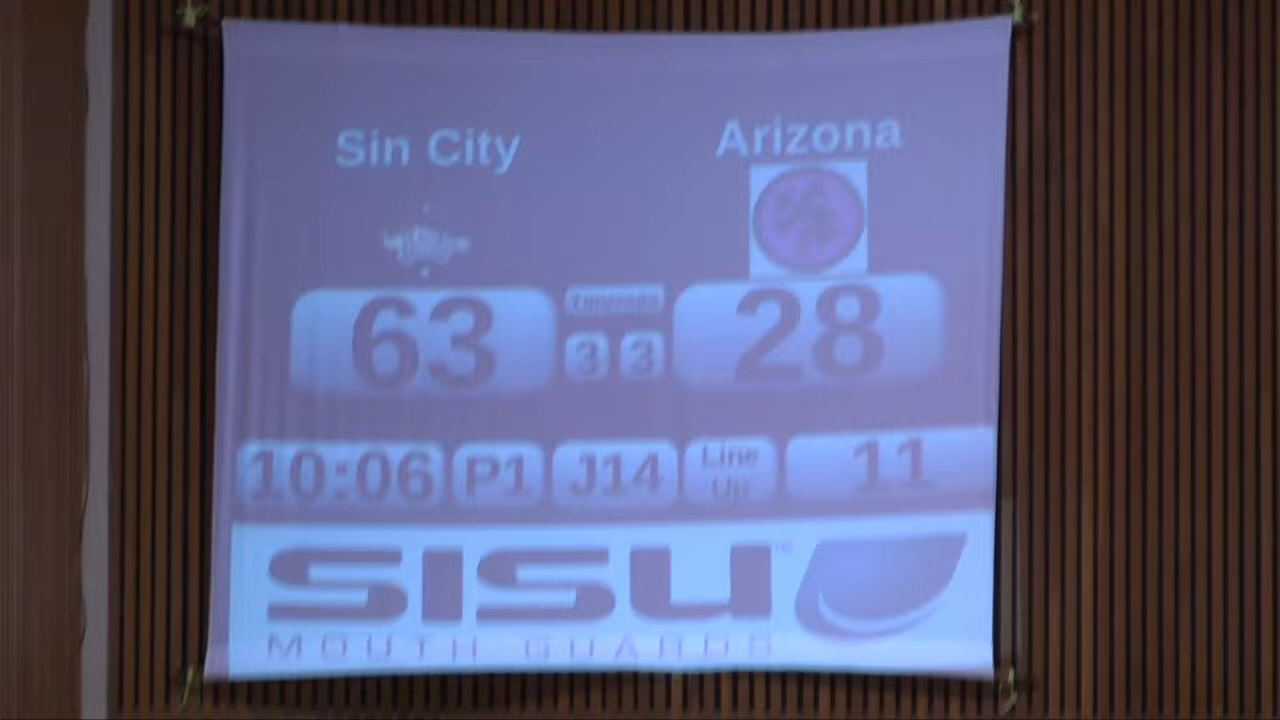 Sin City
Arizona
63
Timeouts
3 3
28
10:06 P1 J14 Line Up 11
SISU
MOUTH GUARDS